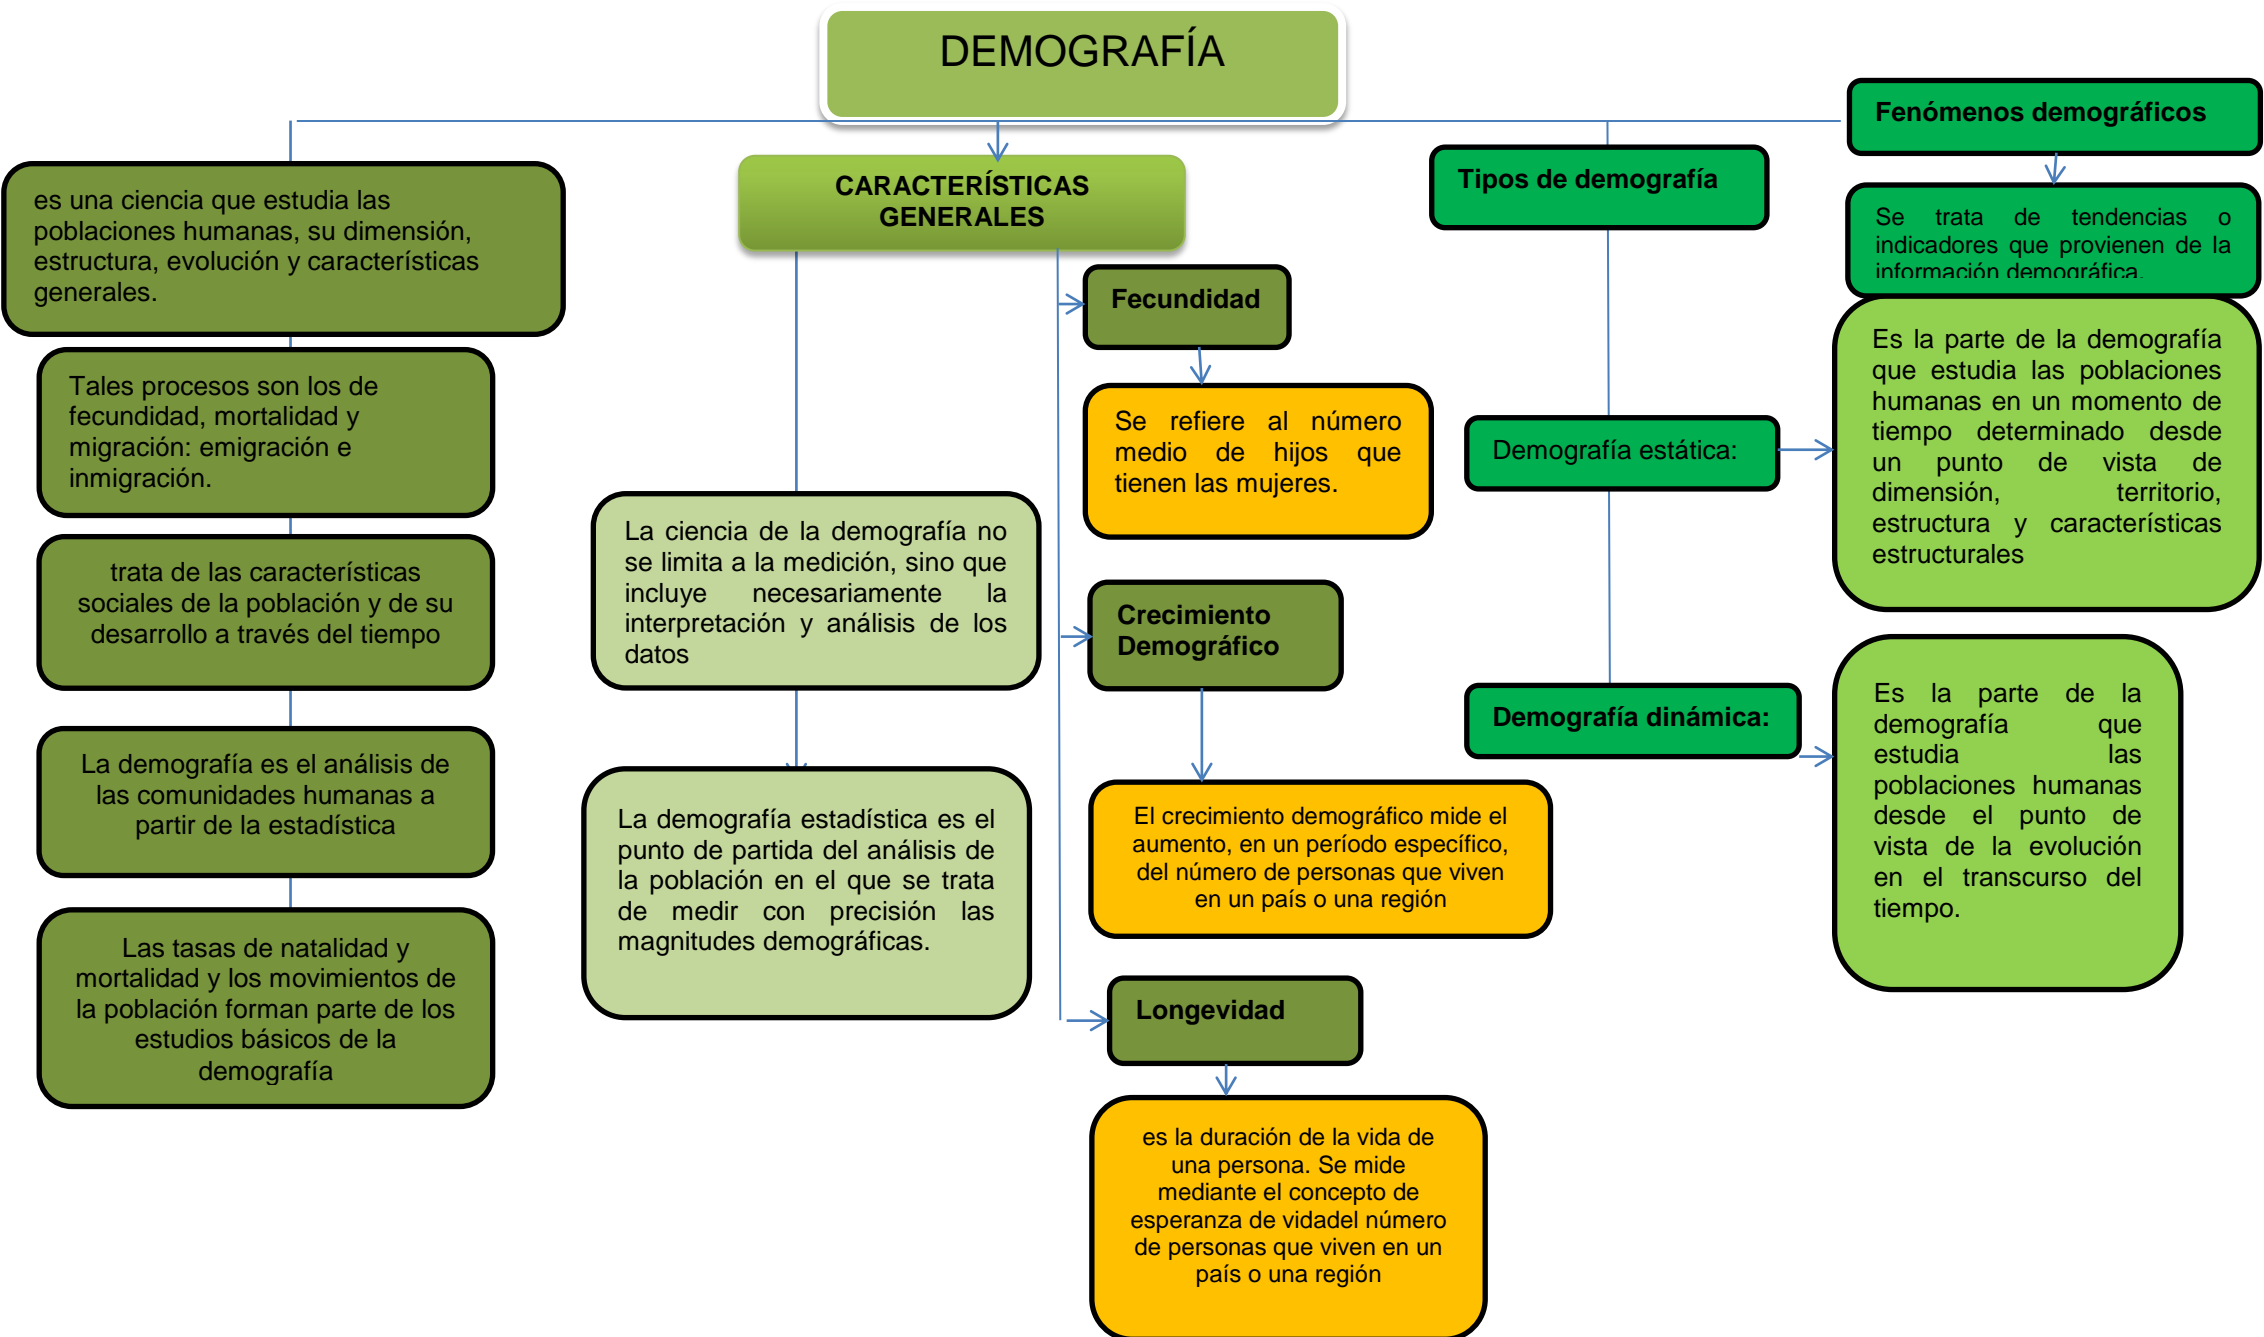 DEMOGRAFÍA
es una ciencia que estudia las
poblaciones humanas, su dimensión,
estructura, evolución y características
generales.
Tales procesos son los de
fecundidad, mortalidad y
migración: emigración e
inmigración.
trata de las características
sociales de la población y de su
desarrollo a través del tiempo
La demografía es el análisis de
las comunidades humanas a
partir de la estadística
Las tasas de natalidad y
mortalidad y los movimientos de
la población forman parte de los
estudios básicos de la
demografía
CARACTERÍSTICAS
GENERALES
La ciencia de la demografía no
se limita a la medición, sino que
incluye necesariamente la
interpretación y análisis de los
datos
La demografía estadística es el
punto de partida del análisis de
la población en el que se trata
de medir con precisión las
magnitudes demográficas.
Fecundidad
Se refiere al número
medio de hijos que
tienen las mujeres.
Crecimiento
Demográfico
El crecimiento demográfico mide el
aumento, en un período específico,
del número de personas que viven
en un país o una región
Longevidad
es la duración de la vida de
una persona. Se mide
mediante el concepto de
esperanza de vidadel número
de personas que viven en un
país o una región
Tipos de demografía
Demografía estática:
Es la parte de la demografía
que estudia las poblaciones
humanas en un momento de
tiempo determinado desde
un punto de vista de
dimensión, territorio,
estructura y características
estructurales
Demografía dinámica:
Es la parte de la
demografía que
estudia las
poblaciones humanas
desde el punto de
vista de la evolución
en el transcurso del
tiempo.
Fenómenos demográficos
Se trata de tendencias o
indicadores que provienen de la
información demográfica.